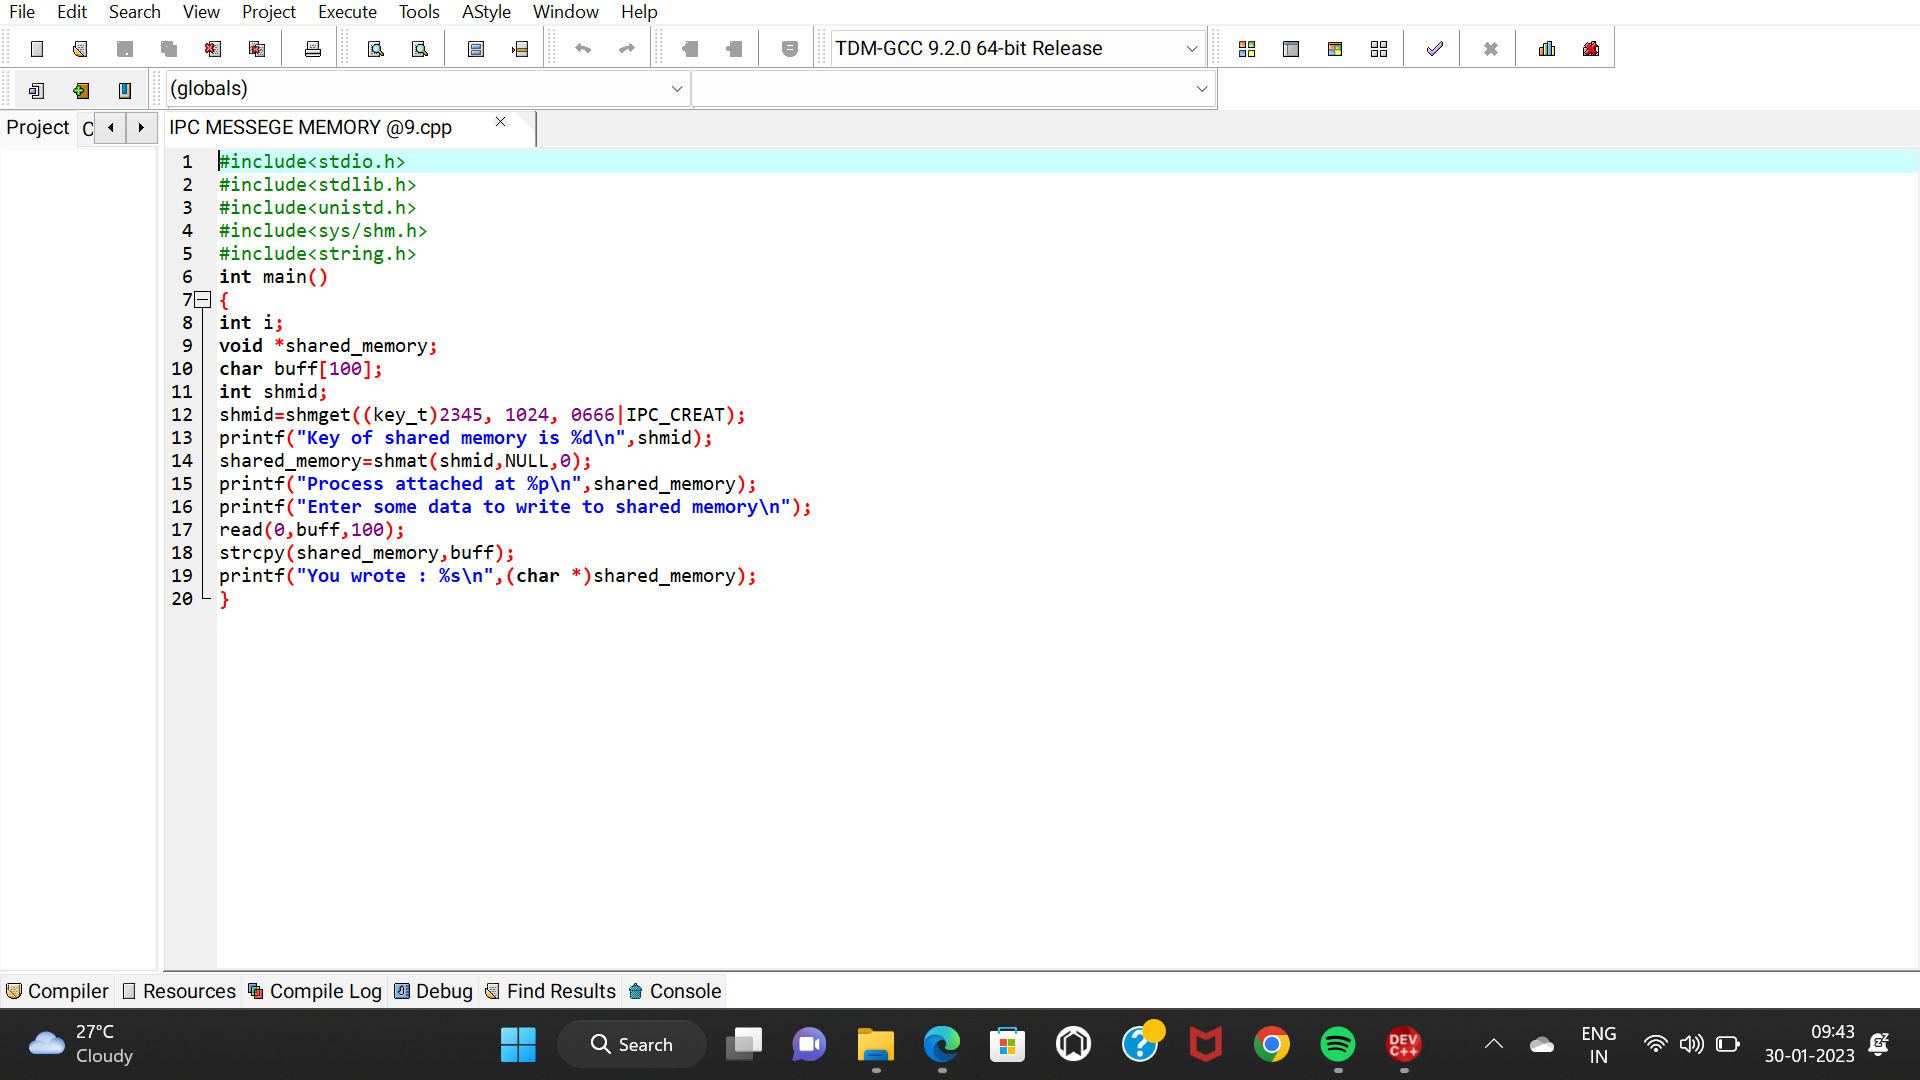 File Edit Search View Project Execute Tools AStyle Window Help
TDM-GCC 9.2.0 64-bit Release
(globals)
Project C IPC MESSEGE MEMORY @9.cpp
1 #include<stdio.h>
2 #include<stdlib.h>
3 #include<unistd.h>
4 #include<sys/shm.h>
5 #include<string.h>
6 int main()
7 {
8 int i;
9 void *shared_memory;
10 char buff[100];
11 int shmid;
12 shmid=shmget((key_t)2345, 1024, 0666|IPC_CREAT);
13 printf("Key of shared memory is %d\n",shmid);
14 shared_memory=shmat(shmid,NULL,0);
15 printf("Process attached at %p\n",shared_memory);
16 printf("Enter some data to write to shared memory\n");
17 read(0,buff,100);
18 strcpy(shared_memory,buff);
19 printf("You wrote : %s\n",(char *)shared_memory);
20 }
Compiler Resources Compile Log Debug Find Results Console
27°C
Cloudy
Search
DEV
C++
ENG
IN
09:43
30-01-2023